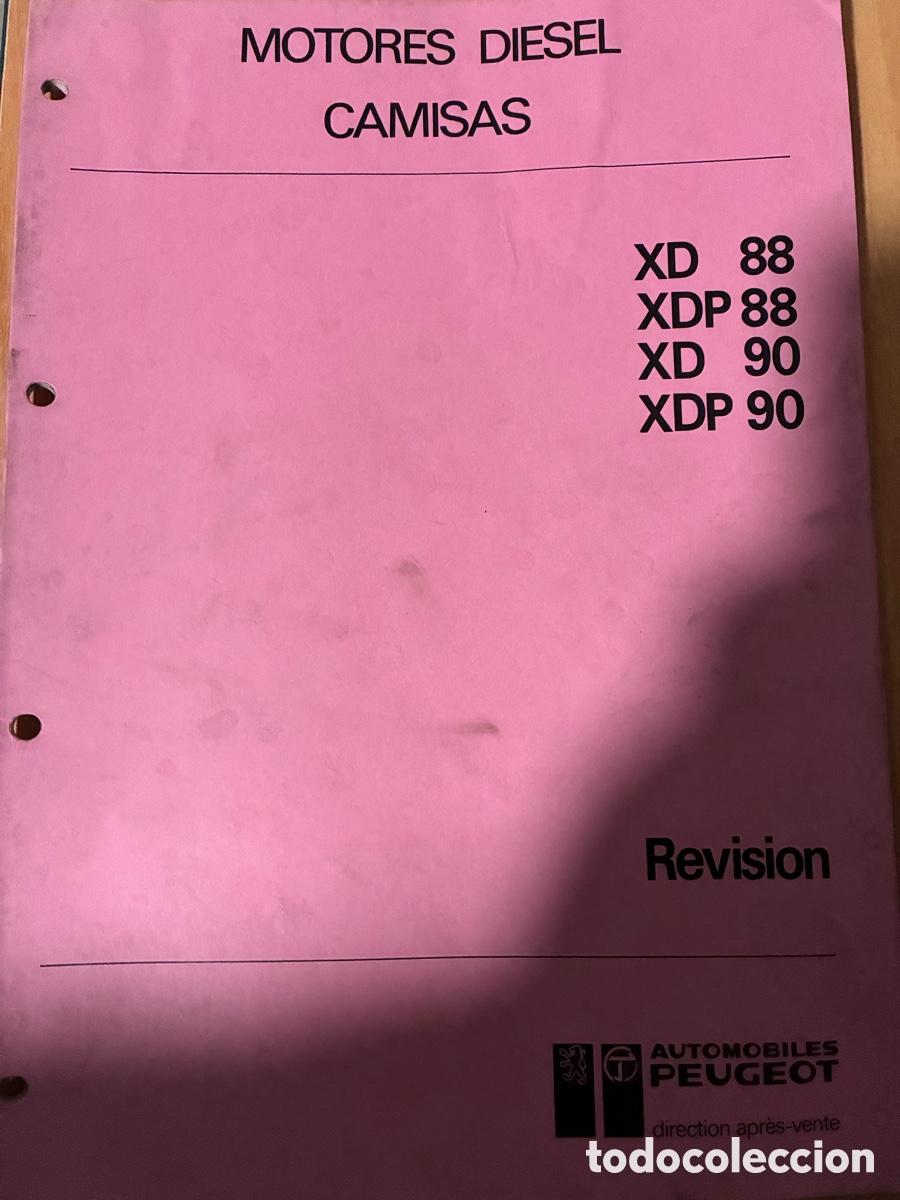 MOTORES DIESEL
CAMISAS
XD 88
XDP 88
XD 90
XDP 90
Revision
AUTOMOBILES
PEUGEOT
direction après-vente
todocoleccion